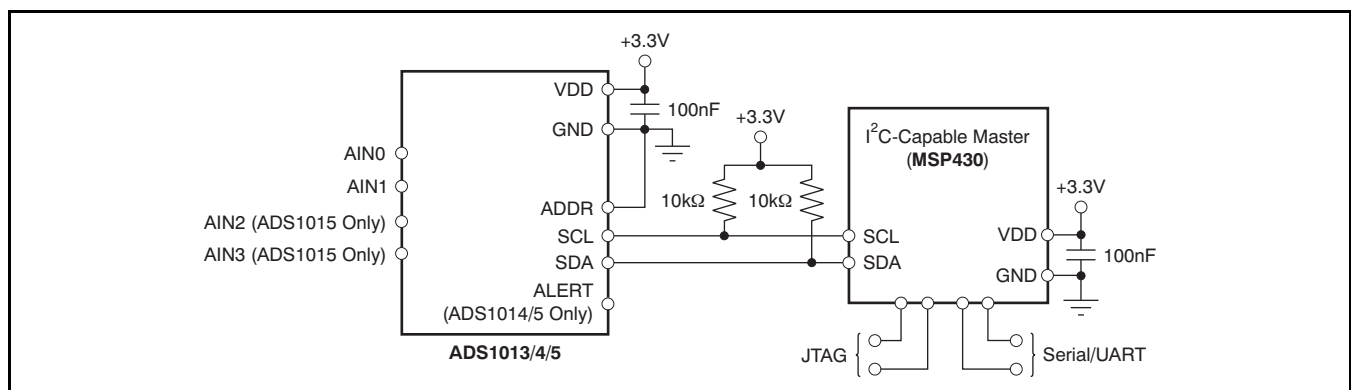 +3.3V
VDD
100nF
GND
AIN0
AIN1
AIN2 (ADS1015 Only)
AIN3 (ADS1015 Only)
ADDR
SCL
SDA
ALERT
(ADS1014/5 Only)
ADS1013/4/5
+3.3V
10kΩ
10kΩ
I²C-Capable Master
(MSP430)
SCL
SDA
+3.3V
VDD
100nF
GND
JTAG
Serial/UART